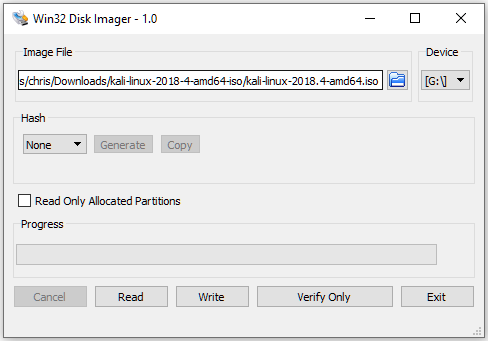 Win32 Disk Imager - 1.0
Image File
Device
s/chris/Downloads/kali-linux-2018-4-amd64-iso/kali-linux-2018.4-amd64.iso
[G:\]
Hash
None
Generate
Copy
Read Only Allocated Partitions
Progress
Cancel
Read
Write
Verify Only
Exit